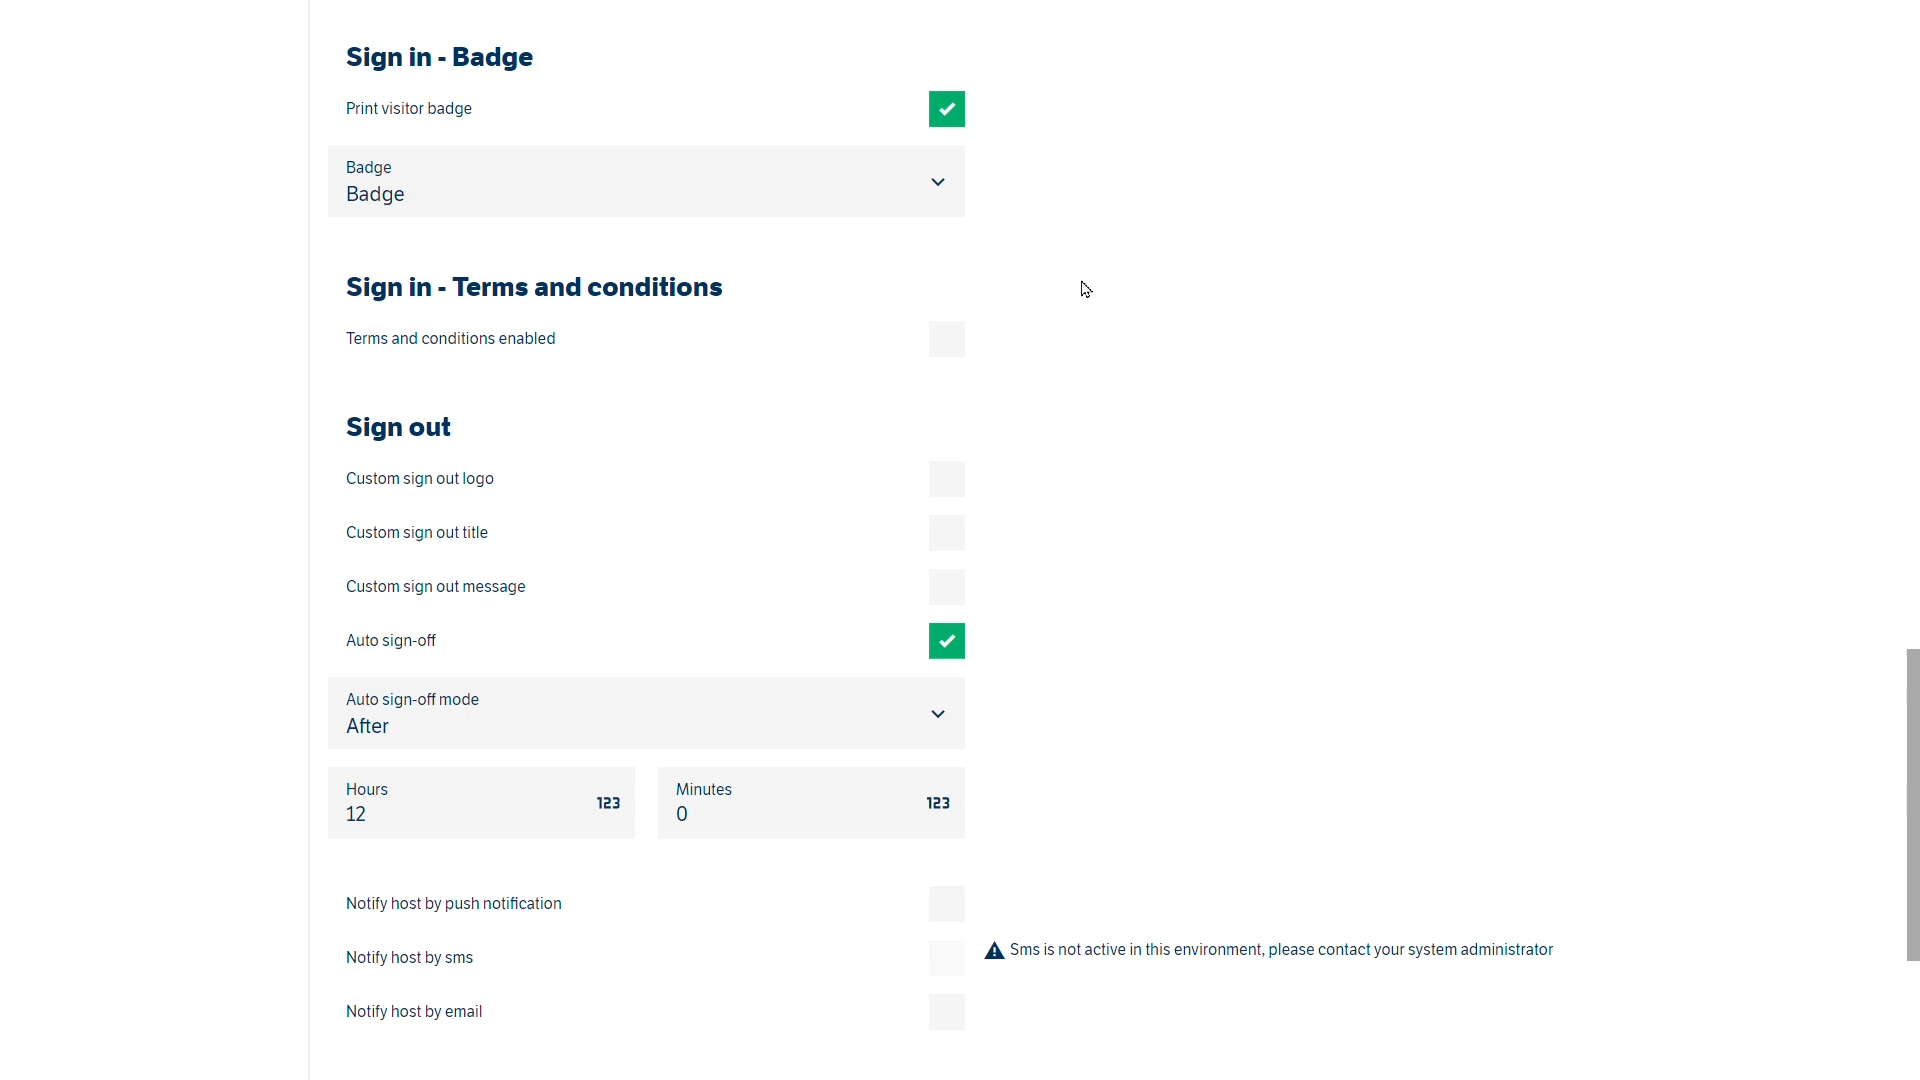 Sign in - Badge
Print visitor badge
Badge
Badge
Sign in - Terms and conditions
Terms and conditions enabled
Sign out
Custom sign out logo
Custom sign out title
Custom sign out message
Auto sign-off
Auto sign-off mode
After
Hours
12
123
Minutes
0
123
Notify host by push notification
Notify host by sms
Sms is not active in this environment, please contact your system administrator
Notify host by email